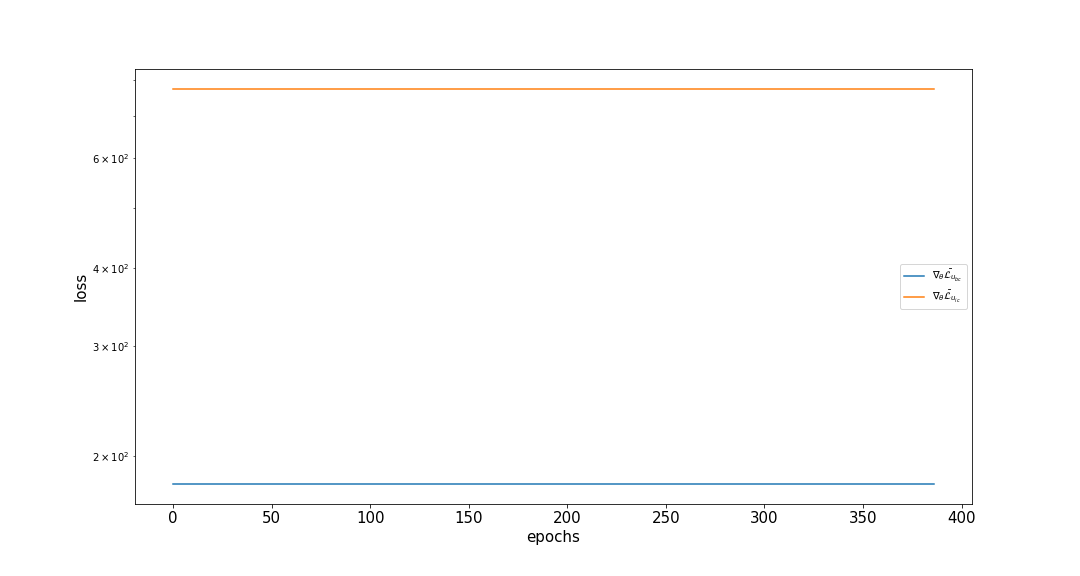 6 × 10²
4 × 10²
3 × 10²
2 × 10²
loss
0 50 100 150 200 250 300 350 400
epochs
∇θ ℒ̄u_bc
∇θ ℒ̄u_ic